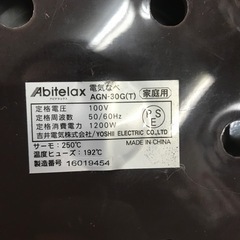 Abitelax
電気なべ
AGN-30G(T)
家庭用
定格電圧：100V
定格周波数：50/60Hz
定格消費電力：1200W
PSE
吉井電気株式会社/YOSHII ELECTRIC CO.,LTD
サーモ：250℃
MADE IN CHINA
温度ヒューズ：192℃
製造番号：16019454